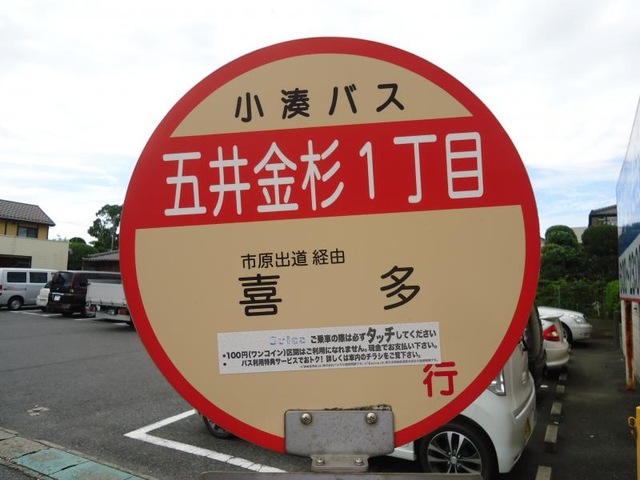 小湊バス
五井金杉1丁目
市原出道 経由
喜多
Suica ご乗車の際は必ずタッチしてください
・100円(ワンコイン)区間はご利用になれません。現金でお支払い下さい。
バス利用特典サービスでおトク!詳しくは車内のチラシをご覧下さい。
行